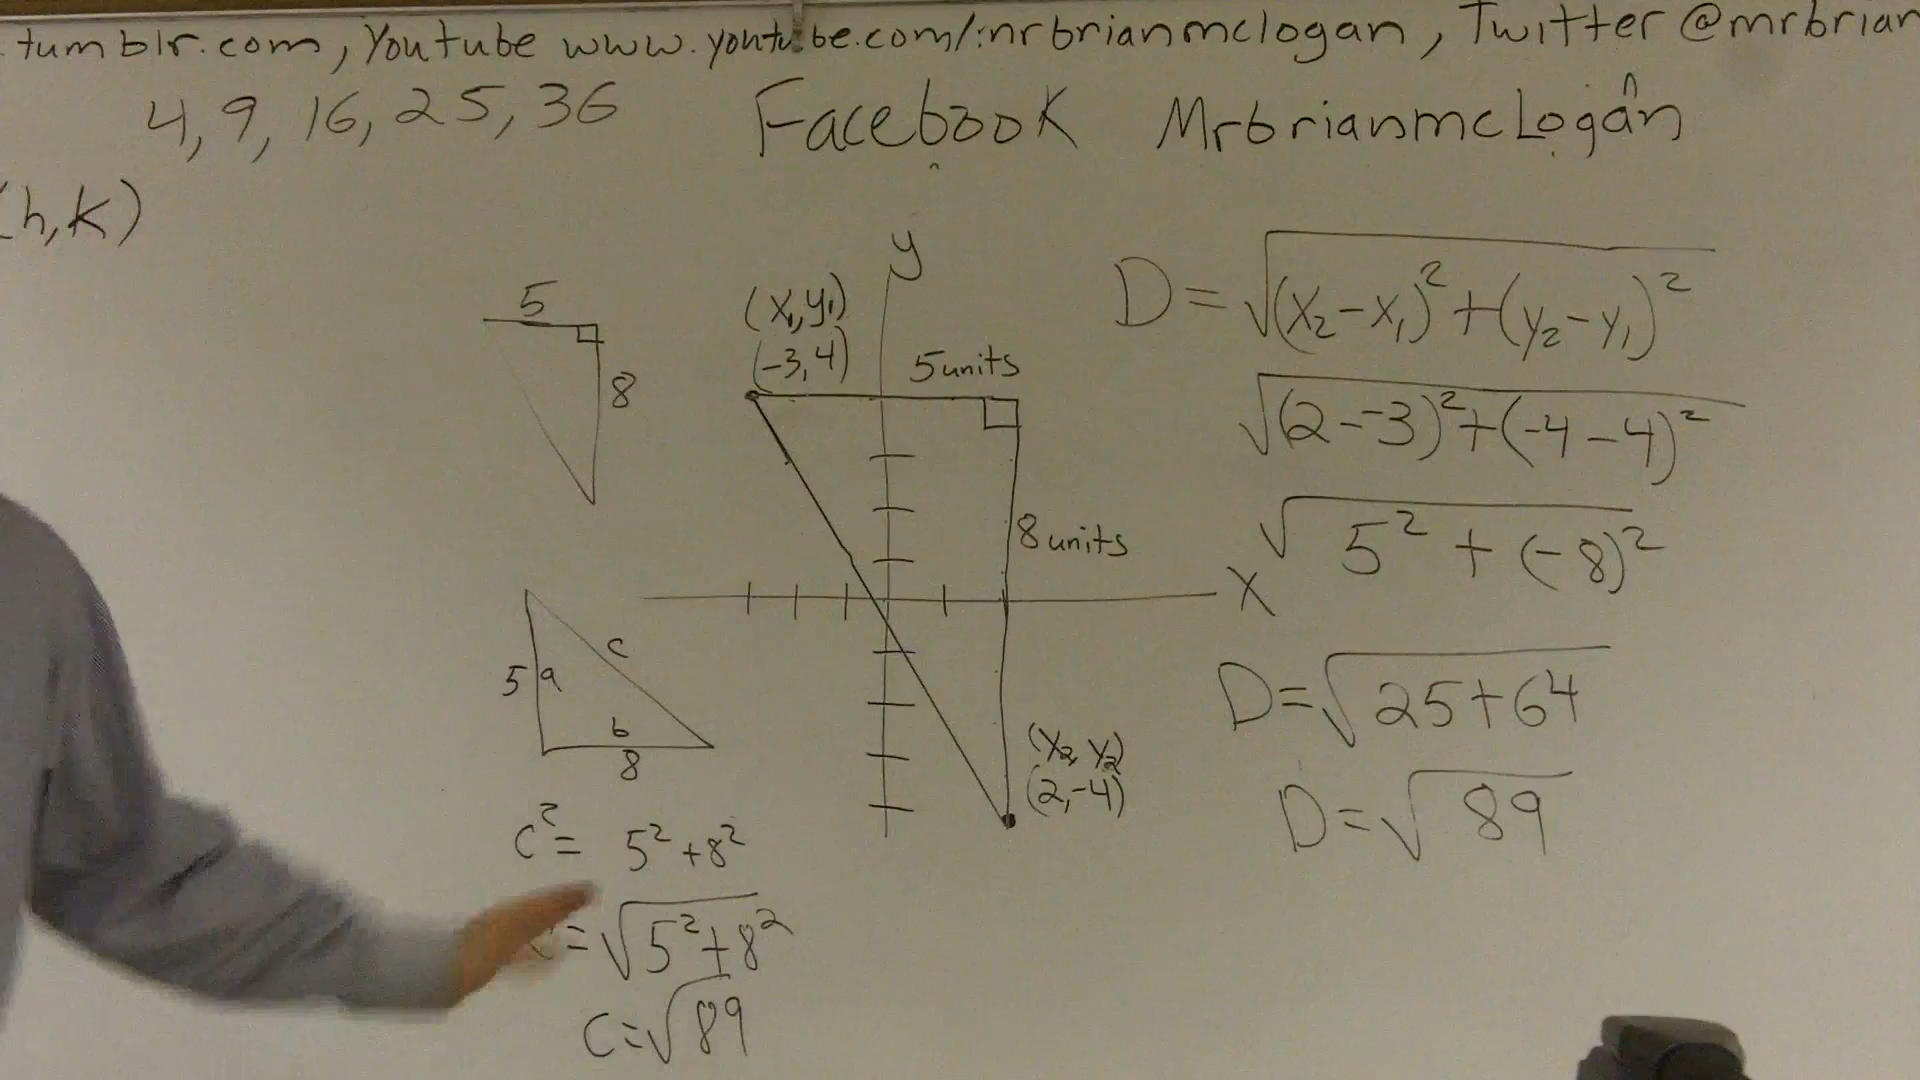 .tumblr.com, Youtube www.youtube.com/mrbrianmclogan, Twitter @mrbrian
4, 9, 16, 25, 36
Facebook MrbrianmcLogan
(h,k)
5
8
y
(x₁,y₁)
(-3,4)
5 units
8 units
x
(x₂, y₂)
(2,-4)
5 a
c
b
8
c² = 5² + 8²
= √5² + 8²
C = √89
D = √(x₂-x₁)² + (y₂-y₁)²
√(2--3)² + (-4-4)²
√5² + (-8)²
D = √25+64
D = √89